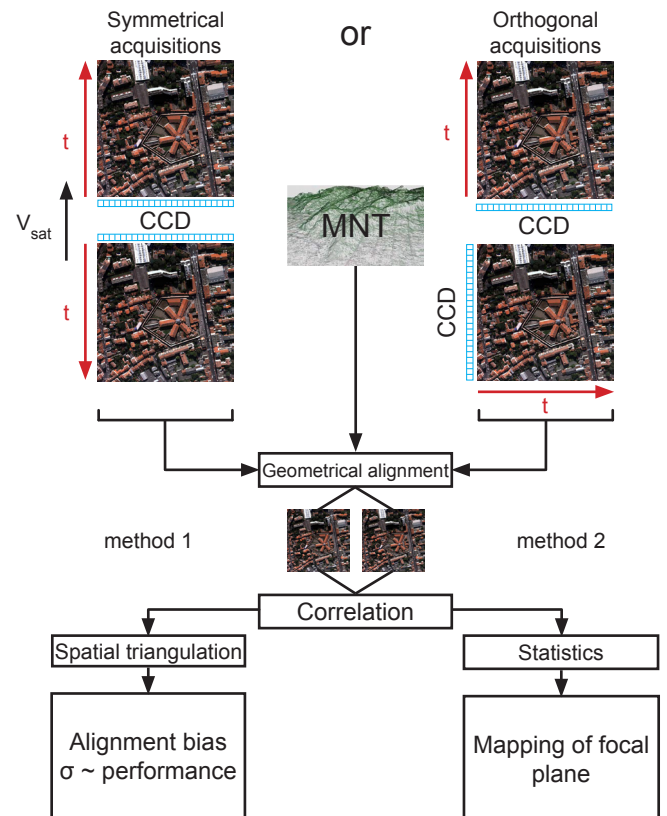 Symmetrical
acquisitions
or
Orthogonal
acquisitions
t
t
V_sat
CCD
MNT
CCD
t
CCD
t
Geometrical alignment
method 1
method 2
Correlation
Spatial triangulation
Statistics
Alignment bias
σ ~ performance
Mapping of focal
plane